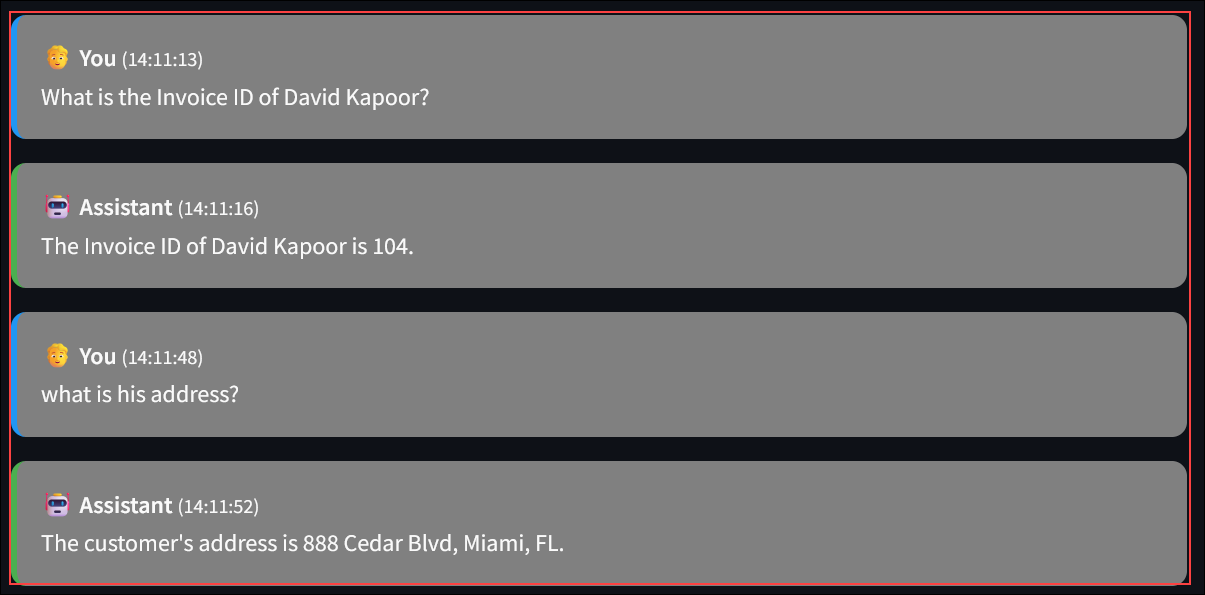 You (14:11:13)
What is the Invoice ID of David Kapoor?
Assistant (14:11:16)
The Invoice ID of David Kapoor is 104.
You (14:11:48)
what is his address?
Assistant (14:11:52)
The customer's address is 888 Cedar Blvd, Miami, FL.